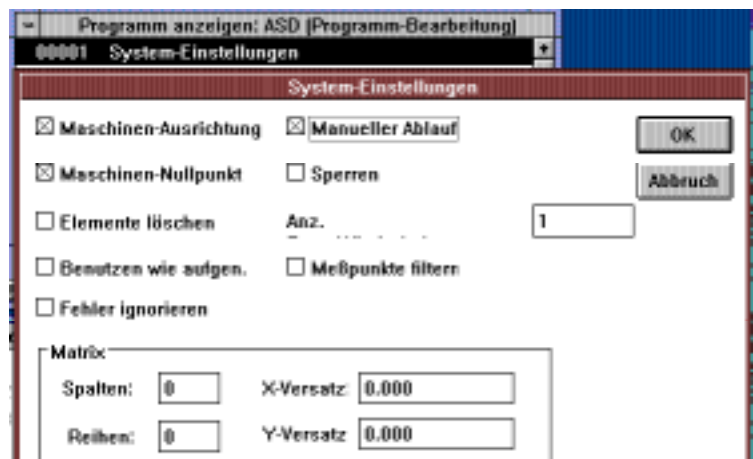 Programm anzeigen: ASD (Programm-Bearbeitung)
00001 System-Einstellungen
System-Einstellungen
Maschinen-Ausrichtung Manueller Ablauf OK
Maschinen-Nullpunkt Sperren Abbruch
Elemente löschen Anz. 1
Benutzen wie aufgen. Meßpunkte filtern
Fehler ignorieren
Matrix
Spalten: 0 X-Versatz: 0.000
Reihen: 0 Y-Versatz 0.000